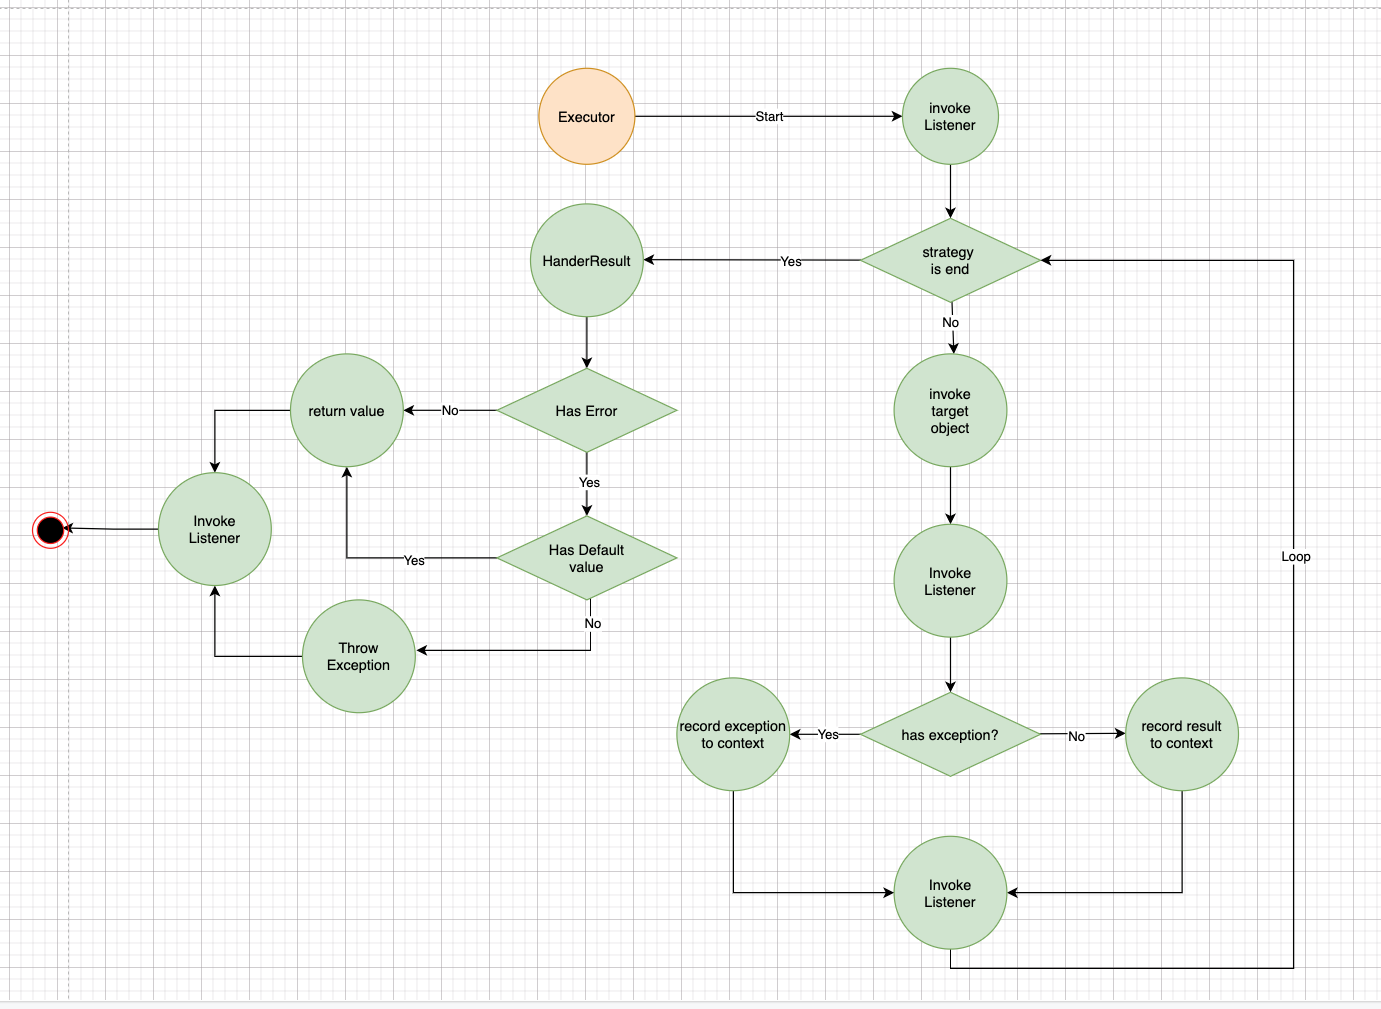 Executor
Start
invoke
Listener
HanderResult
Yes
strategy
is end
No
return value
No
Has Error
invoke
target
object
Yes
Invoke
Listener
Has Default
value
Yes
Invoke
Listener
Loop
No
Throw
Exception
record exception
to context
Yes
has exception?
No
record result
to context
Invoke
Listener